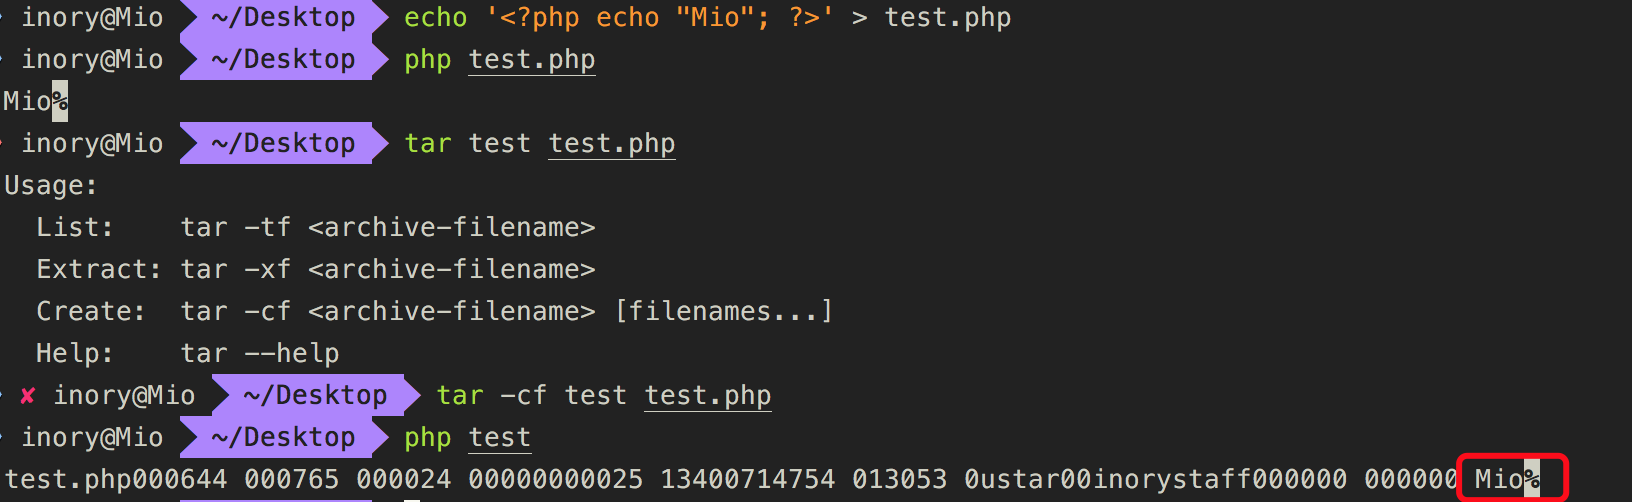 inory@Mio ~/Desktop echo '<?php echo "Mio"; ?>' > test.php
inory@Mio ~/Desktop php test.php
Mio%
inory@Mio ~/Desktop tar test test.php
Usage:
List: tar -tf <archive-filename>
Extract: tar -xf <archive-filename>
Create: tar -cf <archive-filename> [filenames...]
Help: tar --help
✘ inory@Mio ~/Desktop tar -cf test test.php
inory@Mio ~/Desktop php test
test.php000644 000765 000024 00000000025 13400714754 013053 0ustar00inorystaff000000 000000 Mio%